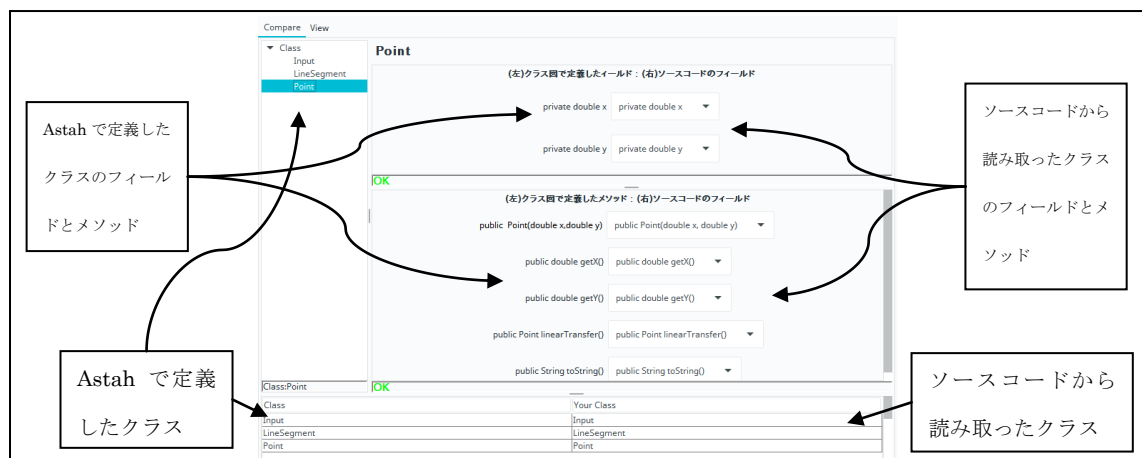 Compare View
Class
Input
LineSegment
Point
Point
(左)クラス図で定義したィールド：(右)ソースコードのフィールド
private double x private double x
private double y private double y
OK
(左)クラス図で定義したメソッド：(右)ソースコードのフィールド
public Point(double x,double y) public Point(double x, double y)
public double getX() public double getX()
public double getY() public double getY()
public Point linearTransfer() public Point linearTransfer()
public String toString() public String toString()
Class:Point
OK
Class Your Class
Input Input
LineSegment LineSegment
Point Point
Astah で定義した
クラスのフィール
ドとメソッド
ソースコードから
読み取ったクラス
のフィールドとメ
ソッド
Astah で定義
したクラス
ソースコードから
読み取ったクラス